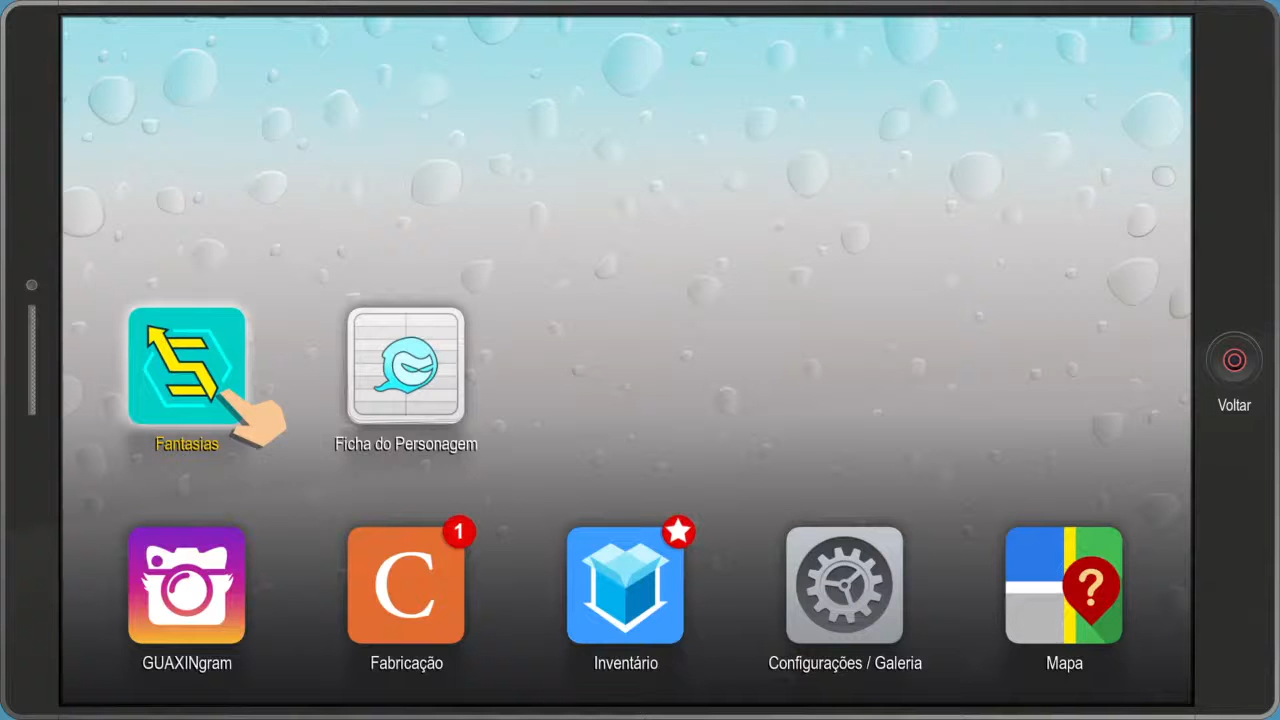 Voltar
Fantasias
Ficha do Personagem
1
C
?
GUAXINgram
Fabricação
Inventário
Configurações / Galeria
Mapa